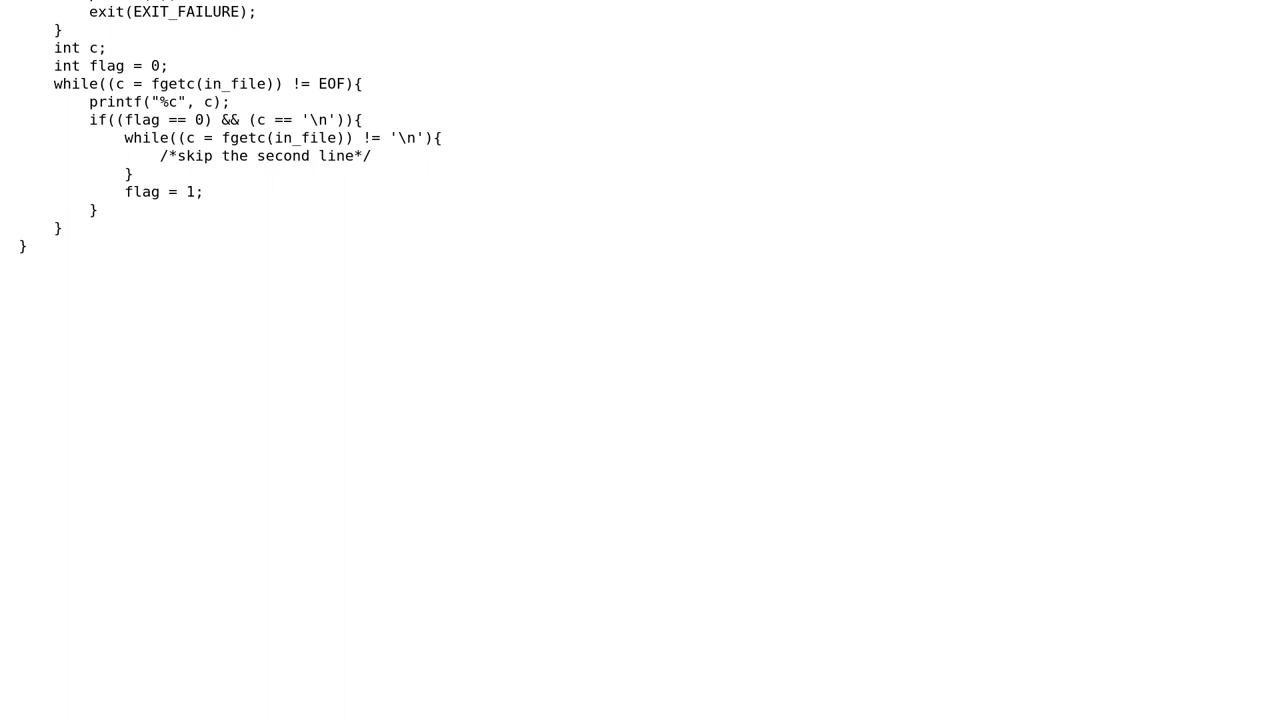 exit(EXIT_FAILURE);
    }
    int c;
    int flag = 0;
    while((c = fgetc(in_file)) != EOF){
        printf("%c", c);
        if((flag == 0) && (c == '\n')){
            while((c = fgetc(in_file)) != '\n'){
                /*skip the second line*/
            }
            flag = 1;
        }
    }
}